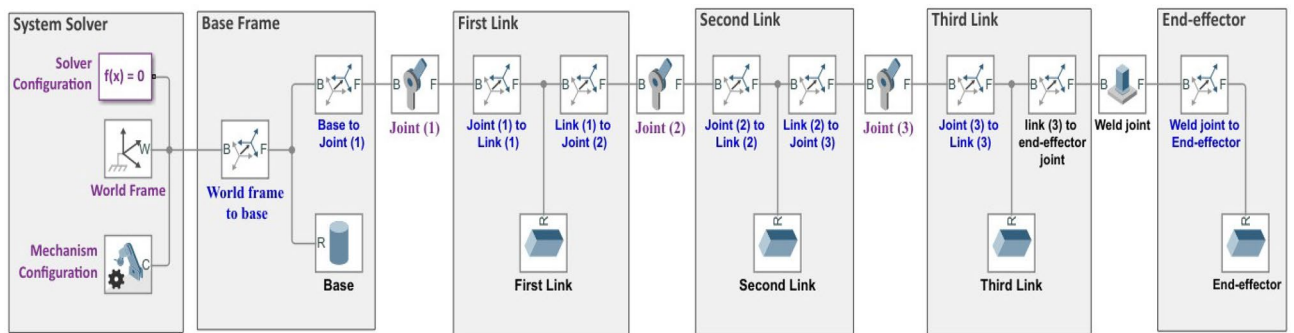 System Solver
Solver
Configuration
f(x) = 0
W
World Frame
Mechanism
Configuration
C
Base Frame
B F
World frame
to base
B F
Base to
Joint (1)
R
Base
B F
Joint (1)
First Link
B F
Joint (1) to
Link (1)
B F
Link (1) to
Joint (2)
R
First Link
B F
Joint (2)
Second Link
B F
Joint (2) to
Link (2)
B F
Link (2) to
Joint (3)
R
Second Link
B F
Joint (3)
Third Link
B F
Joint (3) to
Link (3)
B F
link (3) to
end-effector
joint
R
Third Link
B F
Weld joint
End-effector
B F
Weld joint to
End-effector
R
End-effector